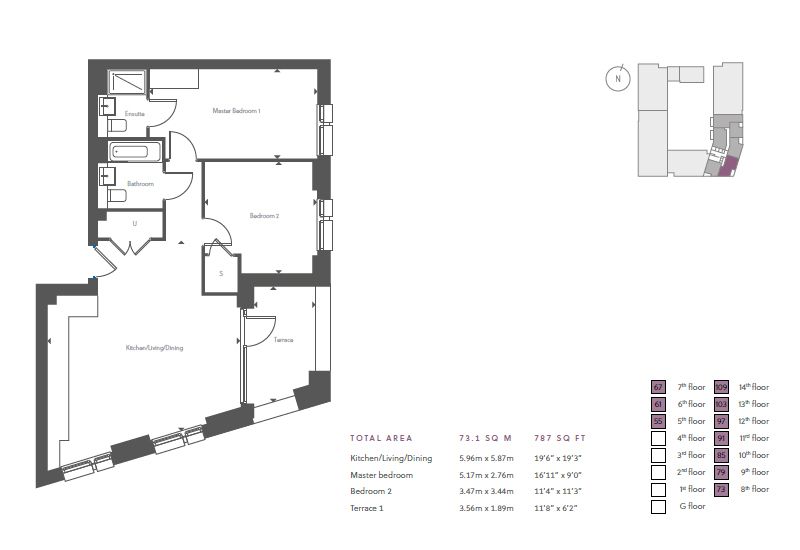 Ensuite
Master Bedroom 1
Bathroom
U
Bedroom 2
S
Kitchen/Living/Dining
Terrace
N
TOTAL AREA 73.1 SQ M 787 SQ FT
Kitchen/Living/Dining 5.96m x 5.87m 19'6" x 19'3"
Master bedroom 5.17m x 2.76m 16'11" x 9'0"
Bedroom 2 3.47m x 3.44m 11'4" x 11'3"
Terrace 1 3.56m x 1.89m 11'8" x 6'2"
67 7th floor 109 14th floor
61 6th floor 103 13th floor
55 5th floor 97 12th floor
4th floor 91 11th floor
3rd floor 85 10th floor
2nd floor 79 9th floor
1st floor 73 8th floor
G floor